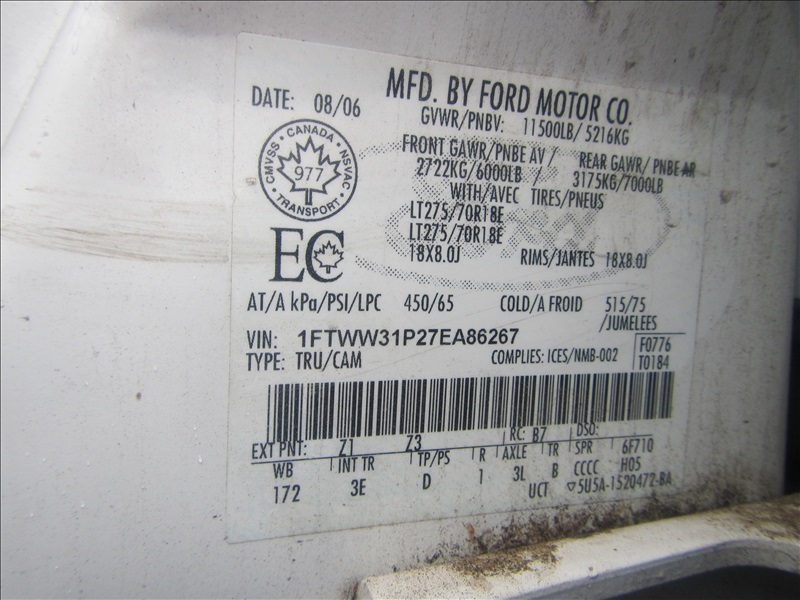 MFD. BY FORD MOTOR CO.
DATE: 08/06
GVWR/PNBV: 11500LB/ 5216KG
FRONT GAWR/PNBE AV / REAR GAWR/ PNBE AR
2722KG/6000LB / 3175KG/7000LB
WITH/AVEC TIRES/PNEUS
LT275/70R18E
LT275/70R18E
18X8.0J RIMS/JANTES 18X8.0J
CANADA
CMVSS
977
NSVAC
TRANSPORT
EC
AT/A kPa/PSI/LPC 450/65 COLD/A FROID 515/75
/JUMELEES
VIN: 1FTWW31P27EA86267
TYPE: TRU/CAM COMPLIES: ICES/NMB-002
F0776
T0184
EXT PNT: Z1 Z3 RC: B7 DSO:
WB INT TR TP/PS R AXLE TR SPR 6F710
172 3E D 1 3L B CCCC H05
UCT ▽5U5A-1520472-BA